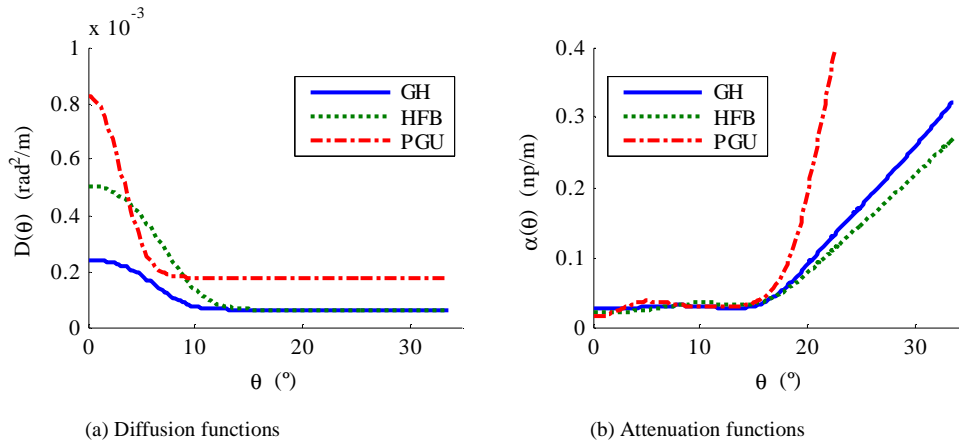 x 10⁻³
1
0.8
0.6
0.4
0.2
0
0 10 20 30
D(θ) (rad²/m)
θ (º)
GH
HFB
PGU
(a) Diffusion functions
0.4
0.3
0.2
0.1
0
0 10 20 30
α(θ) (np/m)
θ (º)
GH
HFB
PGU
(b) Attenuation functions